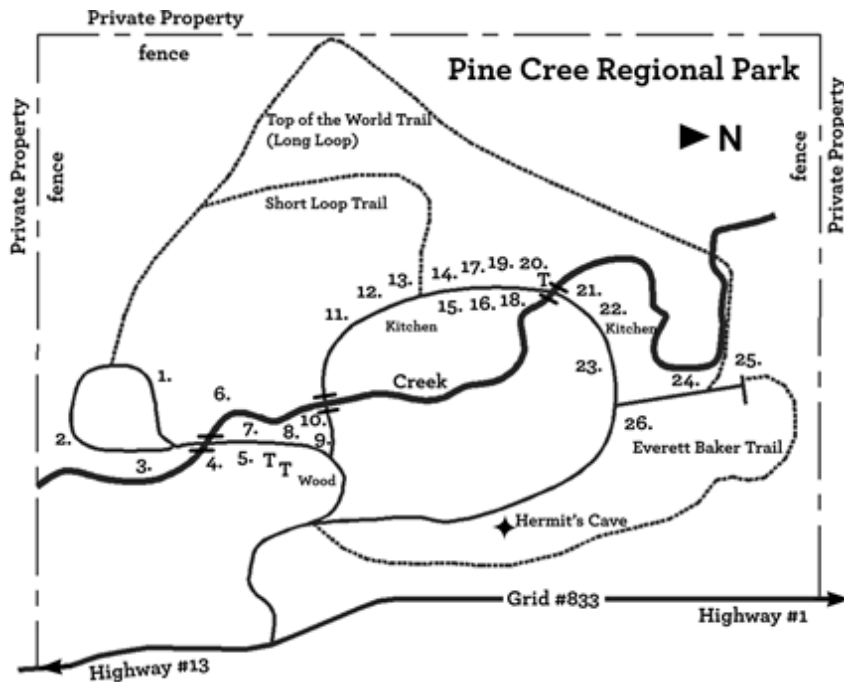 Private Property
fence
Pine Cree Regional Park
N
Private Property
fence
Private Property
fence
Top of the World Trail
(Long Loop)
Short Loop Trail
11.
12.
13.
14.
17.
19.
20.
T
15.
16.
18.
21.
22.
Kitchen
Kitchen
23.
24.
25.
26.
1.
2.
3.
4.
5.
6.
7.
8.
9.
10.
Creek
T
T
Wood
Everett Baker Trail
Hermit's Cave
Grid #833
Highway #1
Highway #13